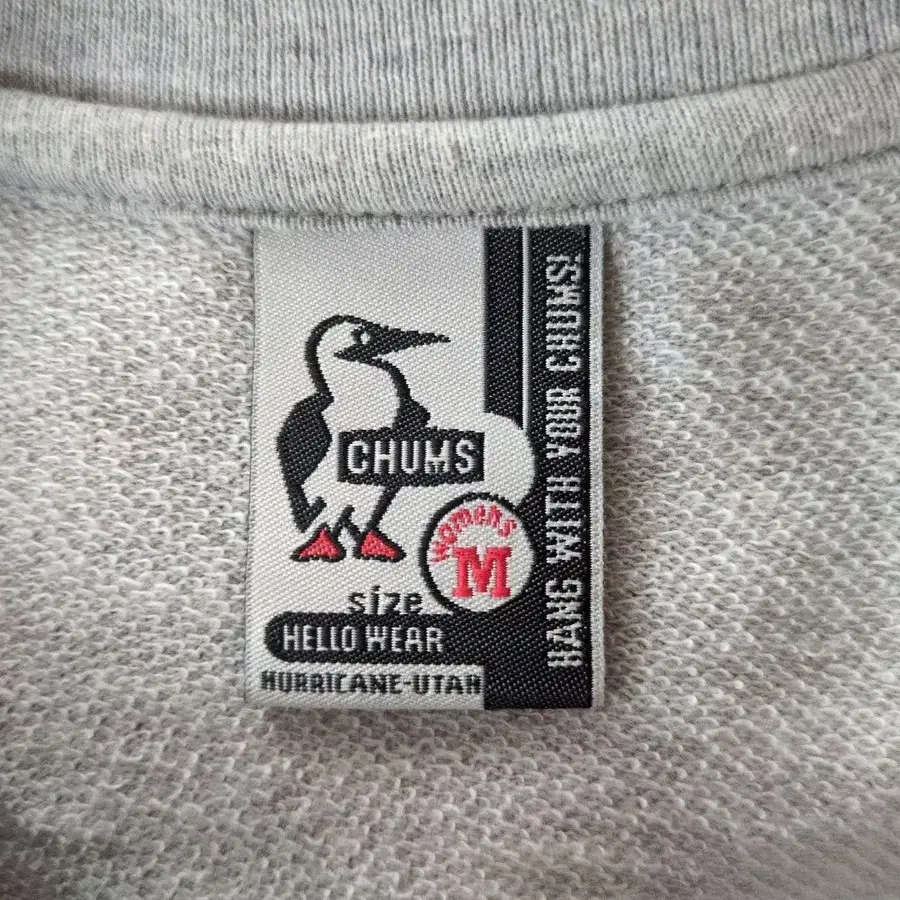 CHUMS
womens
M
size
HELLO WEAR
HURRICANE-UTAH
HANG WITH YOUR CHUMS!